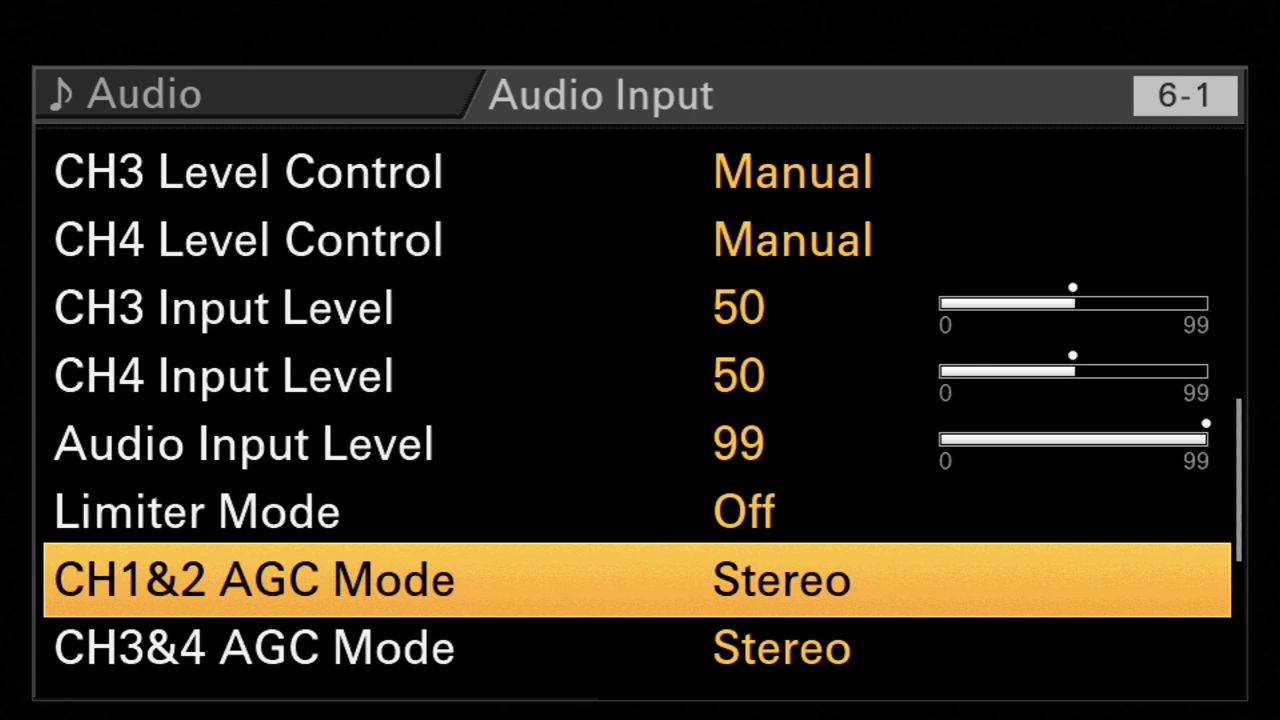 ♪ Audio Audio Input 6-1
CH3 Level Control Manual
CH4 Level Control Manual
CH3 Input Level 50 0 99
CH4 Input Level 50 0 99
Audio Input Level 99 0 99
Limiter Mode Off
CH1&2 AGC Mode Stereo
CH3&4 AGC Mode Stereo